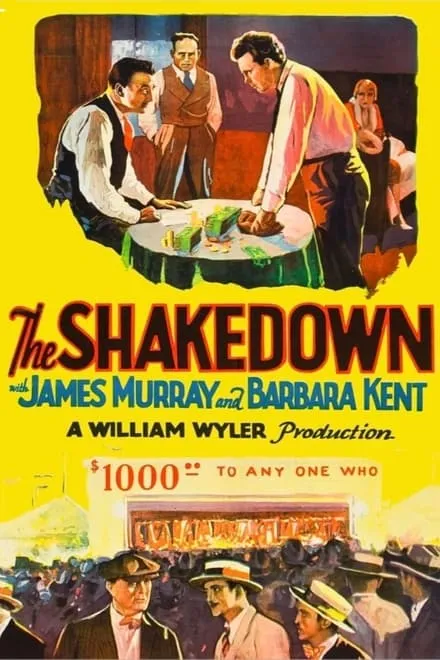 The SHAKEDOWN
with JAMES MURRAY and BARBARA KENT
A WILLIAM WYLER Production
$1000.00 TO ANY ONE WHO